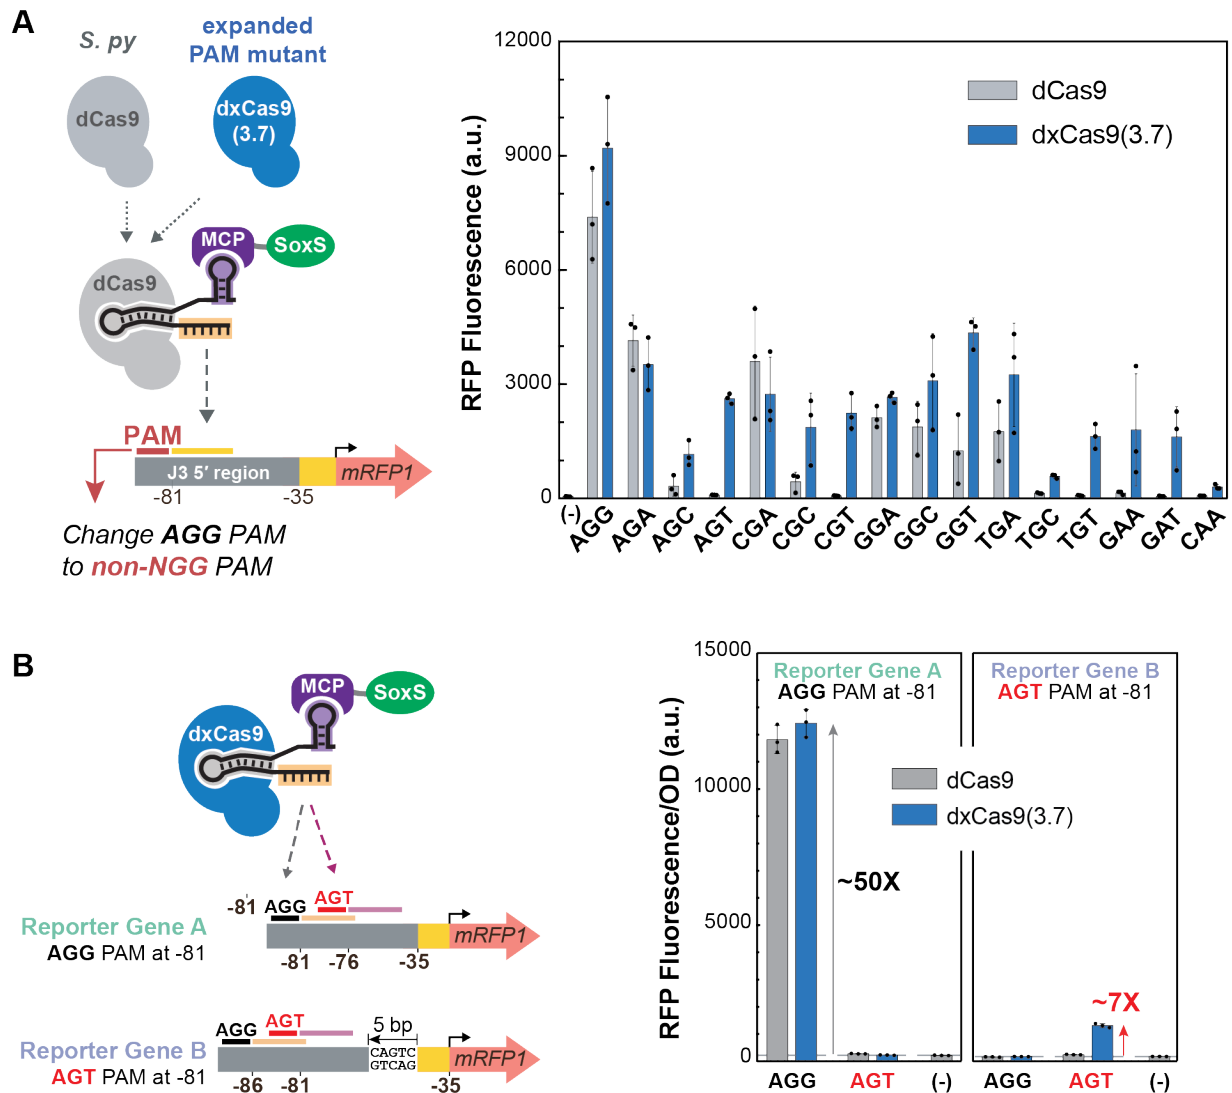 A
S. py
expanded
PAM mutant
dCas9
dxCas9
(3.7)
MCP
SoxS
dCas9
PAM
J3 5′ region
mRFP1
-81
-35
Change AGG PAM
to non-NGG PAM
RFP Fluorescence (a.u.)
12000
9000
6000
3000
0
dCas9
dxCas9(3.7)
(-)
AGG
AGA
AGC
AGT
CGA
CGC
CGT
GGA
GGC
GGT
TGA
TGC
TGT
GAA
GAT
CAA
B
MCP
SoxS
dxCas9
-81
AGG
AGT
Reporter Gene A
AGG PAM at -81
mRFP1
-81
-76
-35
AGG
AGT
5 bp
Reporter Gene B
AGT PAM at -81
CAGTC
GTCAG
mRFP1
-86
-81
-35
RFP Fluorescence/OD (a.u.)
15000
10000
5000
0
Reporter Gene A
AGG PAM at -81
Reporter Gene B
AGT PAM at -81
dCas9
dxCas9(3.7)
~50X
~7X
AGG
AGT
(-)
AGG
AGT
(-)